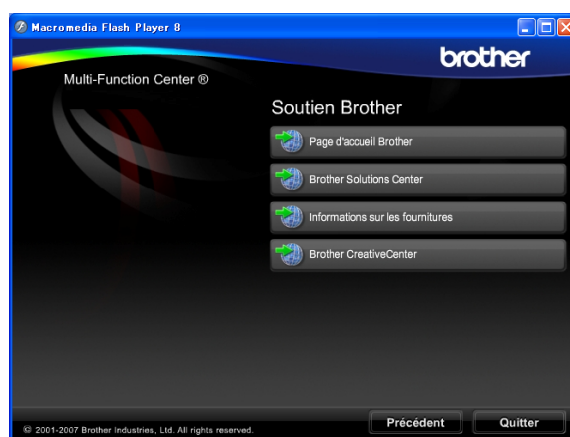 Macromedia Flash Player 8
brother
Multi-Function Center ®
Soutien Brother
Page d'accueil Brother
Brother Solutions Center
Informations sur les fournitures
Brother CreativeCenter
Précédent
Quitter
© 2001-2007 Brother Industries, Ltd. All rights reserved.